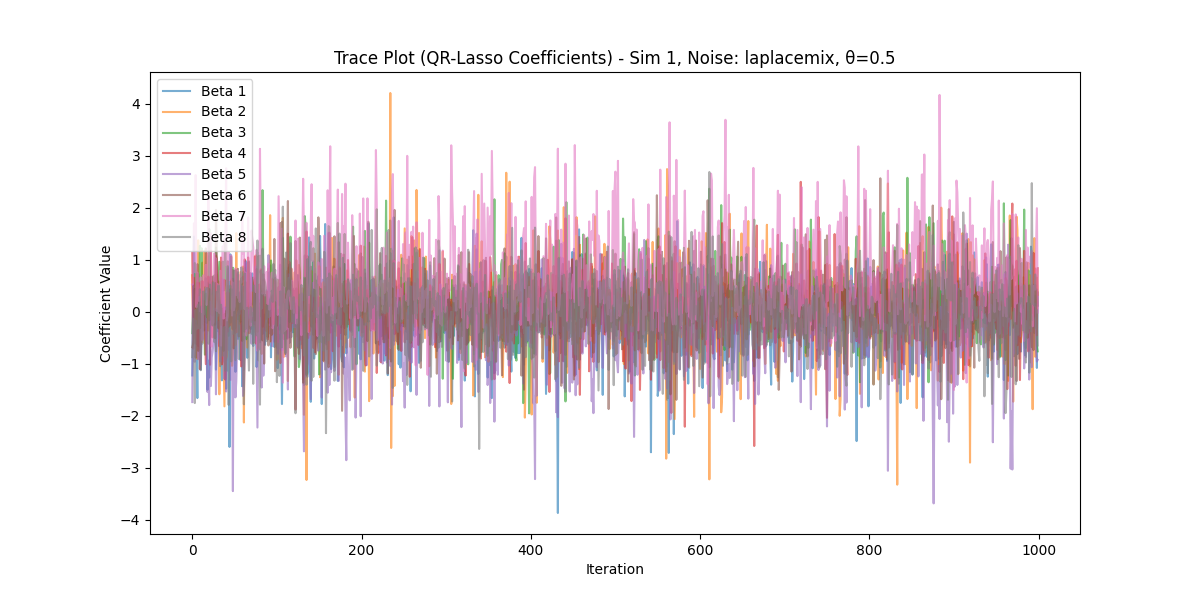 Trace Plot (QR-Lasso Coefficients) - Sim 1, Noise: laplacemix, θ=0.5
Beta 1
Beta 2
Beta 3
Beta 4
Beta 5
Beta 6
Beta 7
Beta 8
Coefficient Value
4
3
2
1
0
−1
−2
−3
−4
0 200 400 600 800 1000
Iteration